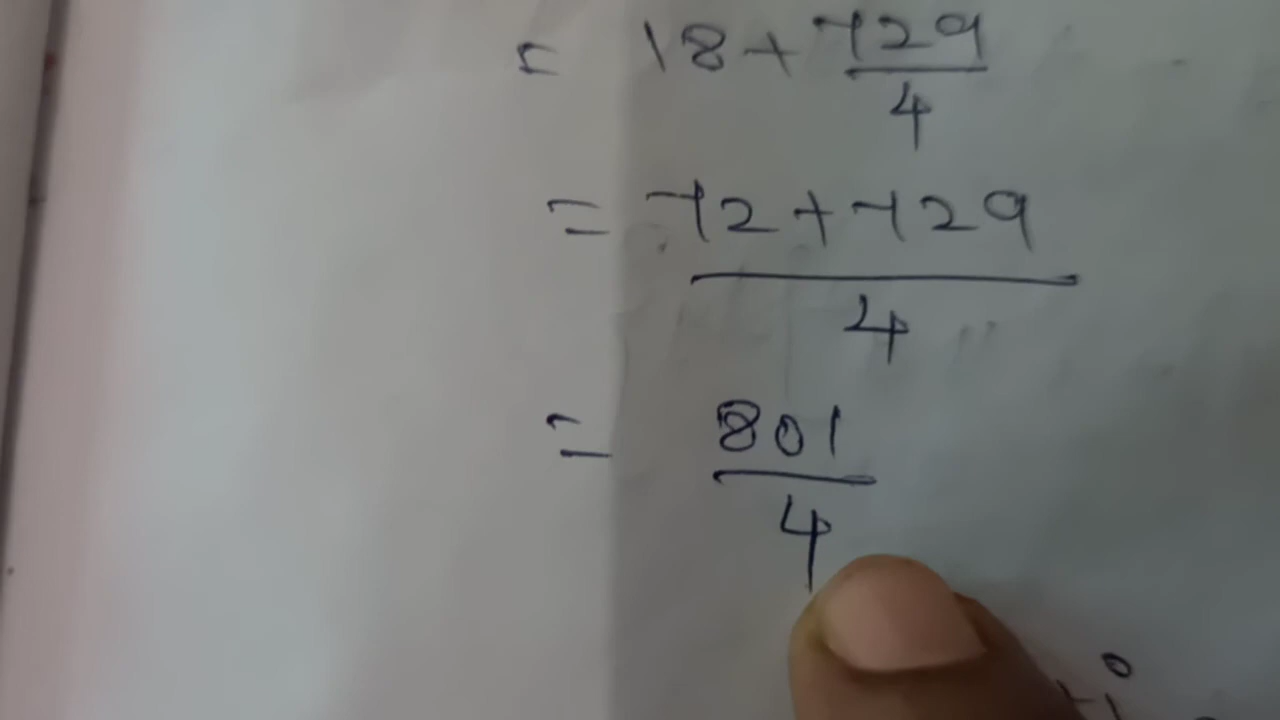 = 18 + 729/4
= 72 + 729/4
= 801/4